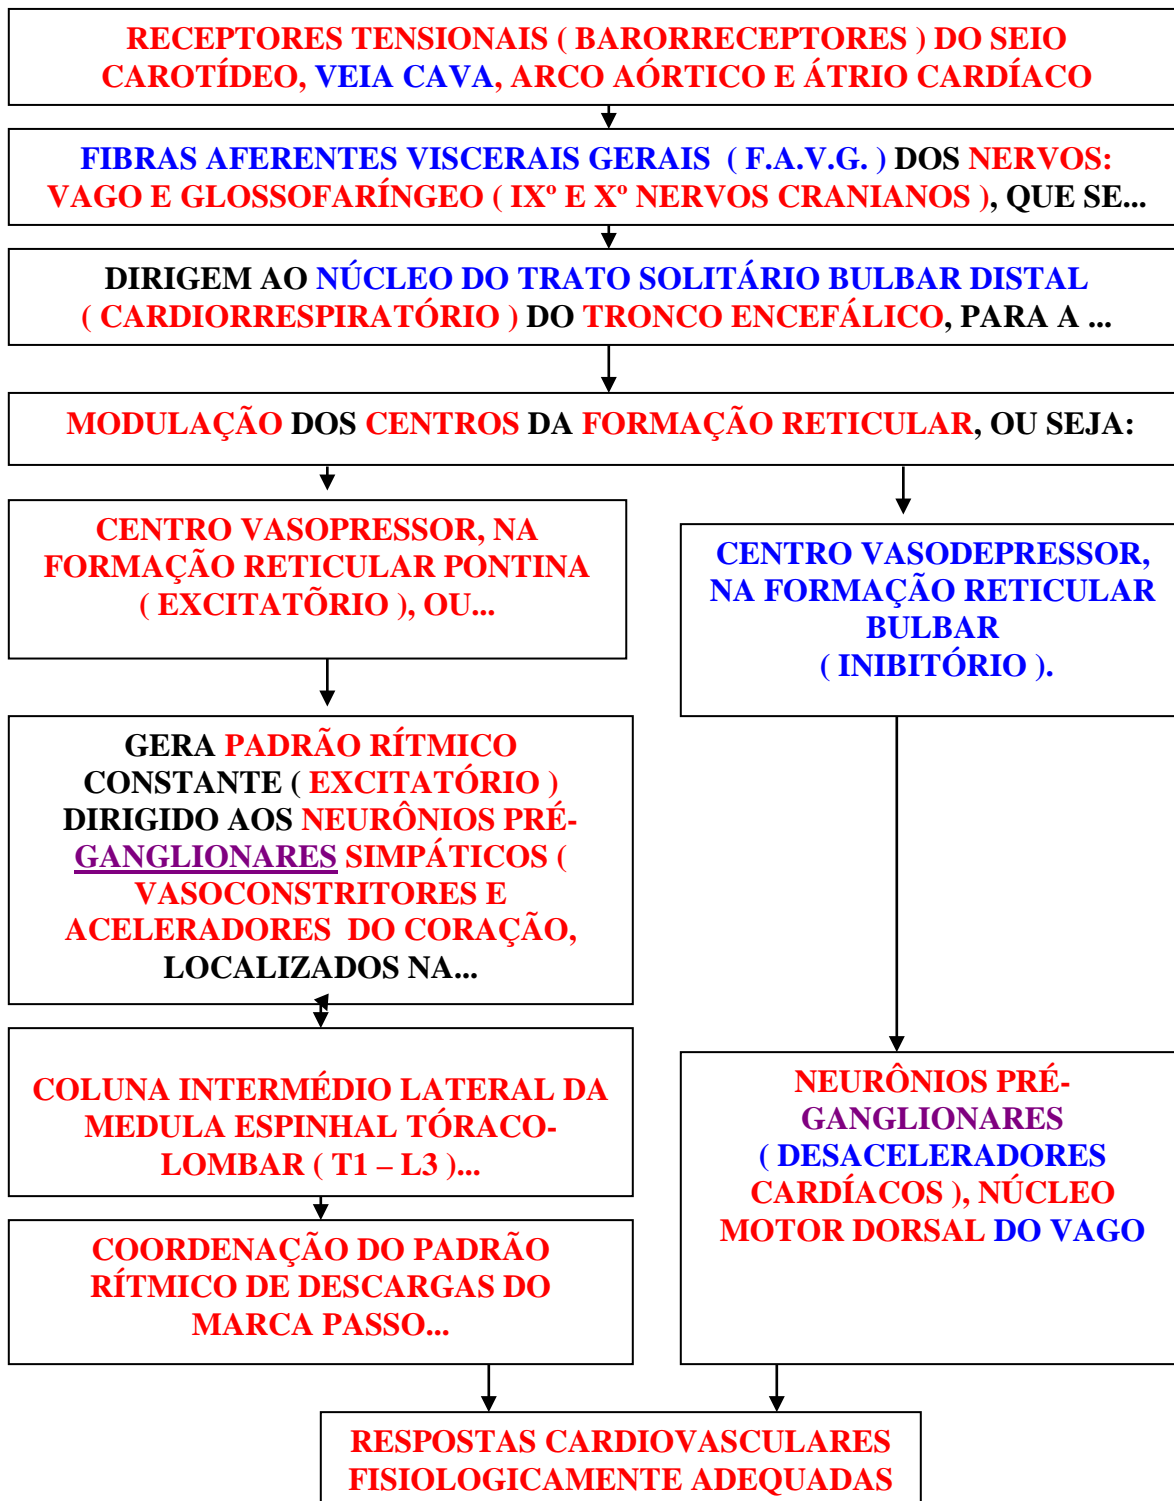 RECEPTORES TENSIONAIS ( BARORRECEPTORES ) DO SEIO
CAROTÍDEO, VEIA CAVA, ARCO AÓRTICO E ÁTRIO CARDÍACO
FIBRAS AFERENTES VISCERAIS GERAIS ( F.A.V.G. ) DOS NERVOS:
VAGO E GLOSSOFARÍNGEO ( IXº E Xº NERVOS CRANIANOS ), QUE SE...
DIRIGEM AO NÚCLEO DO TRATO SOLITÁRIO BULBAR DISTAL
( CARDIORRESPIRATÓRIO ) DO TRONCO ENCEFÁLICO, PARA A ...
MODULAÇÃO DOS CENTROS DA FORMAÇÃO RETICULAR, OU SEJA:
CENTRO VASOPRESSOR, NA
FORMAÇÃO RETICULAR PONTINA
( EXCITATÕRIO ), OU...
CENTRO VASODEPRESSOR,
NA FORMAÇÃO RETICULAR
BULBAR
( INIBITÓRIO ).
GERA PADRÃO RÍTMICO
CONSTANTE ( EXCITATÓRIO )
DIRIGIDO AOS NEURÔNIOS PRÉ-
GANGLIONARES SIMPÁTICOS (
VASOCONSTRITORES E
ACELERADORES DO CORAÇÃO,
LOCALIZADOS NA...
COLUNA INTERMÉDIO LATERAL DA
MEDULA ESPINHAL TÓRACO-
LOMBAR ( T1 – L3 )...
NEURÔNIOS PRÉ-
GANGLIONARES
( DESACELERADORES
CARDÍACOS ), NÚCLEO
MOTOR DORSAL DO VAGO
COORDENAÇÃO DO PADRÃO
RÍTMICO DE DESCARGAS DO
MARCA PASSO...
RESPOSTAS CARDIOVASCULARES
FISIOLOGICAMENTE ADEQUADAS